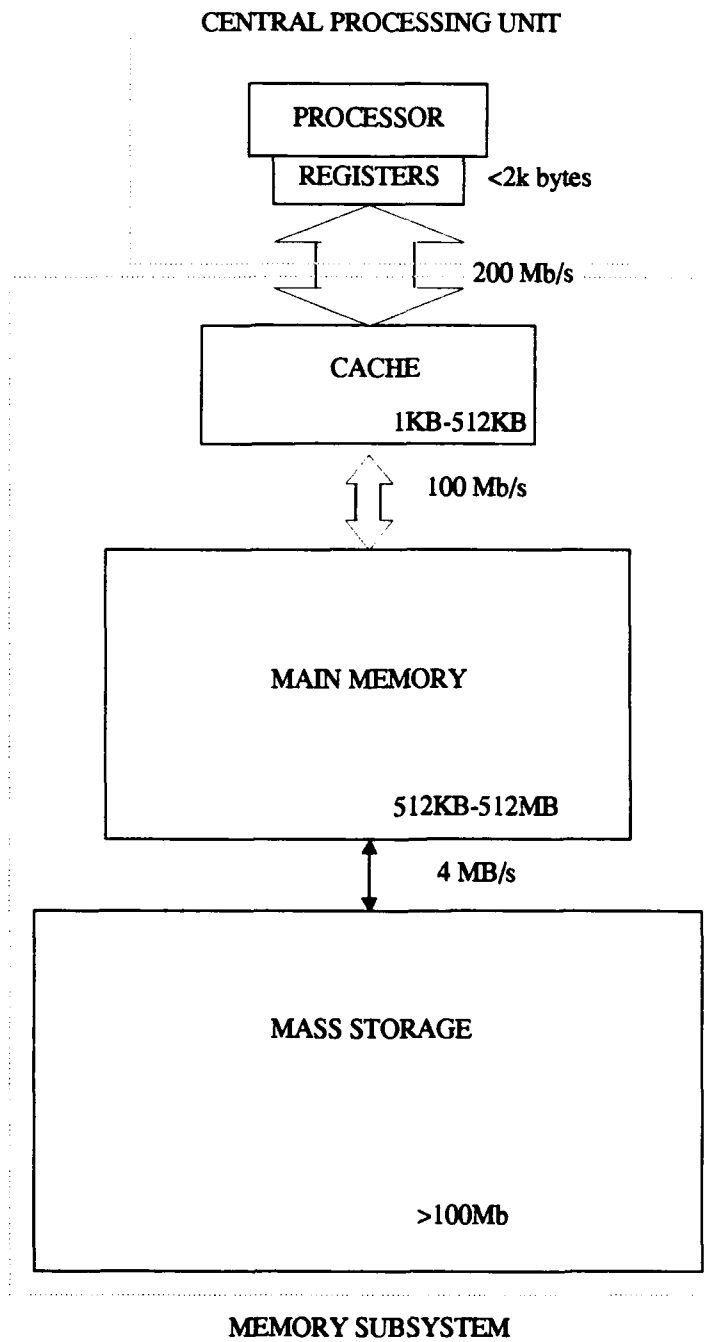 CENTRAL PROCESSING UNIT
PROCESSOR
REGISTERS
<2k bytes
200 Mb/s
CACHE
1KB-512KB
100 Mb/s
MAIN MEMORY
512KB-512MB
4 MB/s
MASS STORAGE
>100Mb
MEMORY SUBSYSTEM